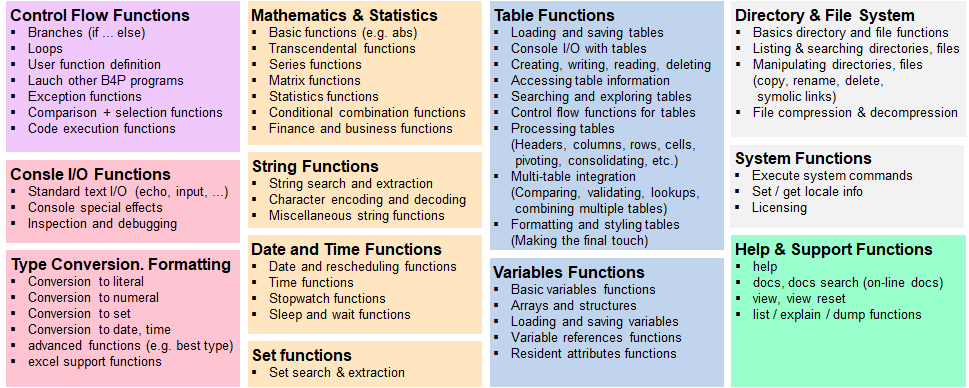 Control Flow Functions
▪ Branches (if ... else)
▪ Loops
▪ User function definition
▪ Lauch other B4P programs
▪ Exception functions
▪ Comparison + selection functions
▪ Code execution functions
Consle I/O Functions
▪ Standard text I/O (echo, input, ...)
▪ Console special effects
▪ Inspection and debugging
Type Conversion. Formatting
▪ Conversion to literal
▪ Conversion to numeral
▪ Conversion to set
▪ Conversion to date, time
▪ advanced functions (e.g. best type)
▪ excel support functions
Mathematics & Statistics
▪ Basic functions (e.g. abs)
▪ Transcendental functions
▪ Series functions
▪ Matrix functions
▪ Statistics functions
▪ Conditional combination functions
▪ Finance and business functions
String Functions
▪ String search and extraction
▪ Character encoding and decoding
▪ Miscellaneous string functions
Date and Time Functions
▪ Date and rescheduling functions
▪ Time functions
▪ Stopwatch functions
▪ Sleep and wait functions
Set functions
▪ Set search & extraction
Table Functions
▪ Loading and saving tables
▪ Console I/O with tables
▪ Creating, writing, reading, deleting
▪ Accessing table information
▪ Searching and exploring tables
▪ Control flow functions for tables
▪ Processing tables
(Headers, columns, rows, cells,
pivoting, consolidating, etc.)
▪ Multi-table integration
(Comparing, validating, lookups,
combining multiple tables)
▪ Formatting and styling tables
(Making the final touch)
Variables Functions
▪ Basic variables functions
▪ Arrays and structures
▪ Loading and saving variables
▪ Variable references functions
▪ Resident attributes functions
Directory & File System
▪ Basics directory and file functions
▪ Listing & searching directories, files
▪ Manipulating directories, files
(copy, rename, delete,
symolic links)
▪ File compression & decompression
System Functions
▪ Execute system commands
▪ Set / get locale info
▪ Licensing
Help & Support Functions
▪ help
▪ docs, docs search (on-line docs)
▪ view, view reset
▪ list / explain / dump functions